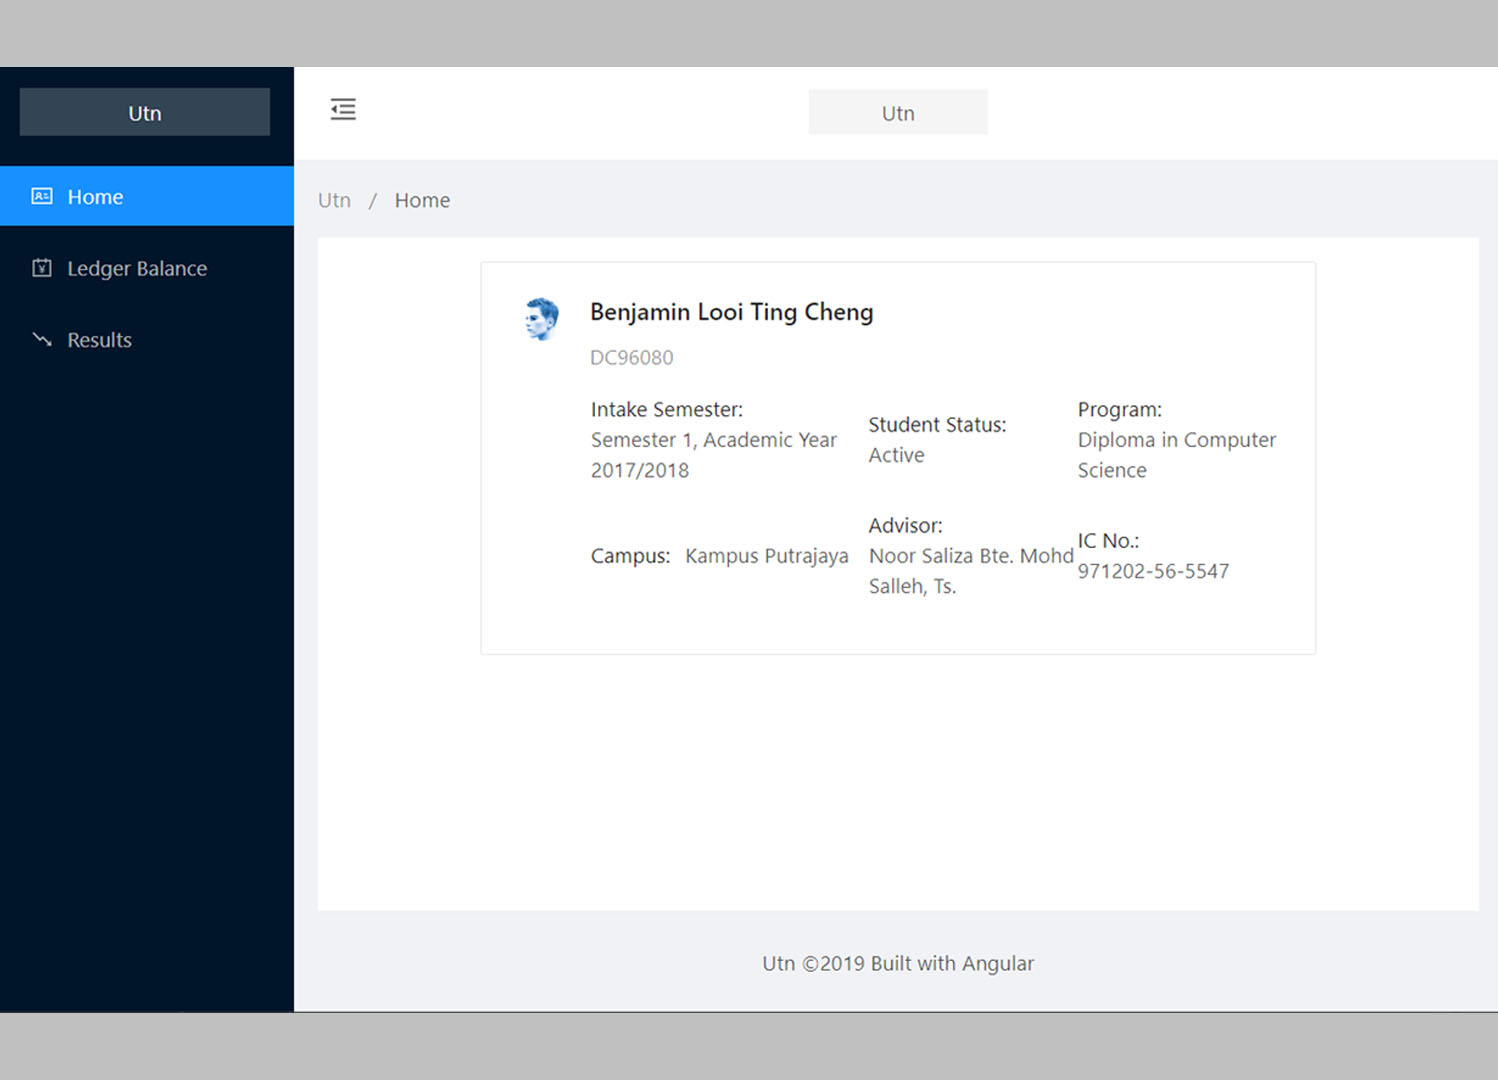 Utn
Utn
Home
Utn / Home
Ledger Balance
Results
Benjamin Looi Ting Cheng
DC96080
Intake Semester:
Semester 1, Academic Year
2017/2018
Student Status:
Active
Program:
Diploma in Computer
Science
Campus: Kampus Putrajaya
Advisor:
Noor Saliza Bte. Mohd
Salleh, Ts.
IC No.:
971202-56-5547
Utn ©2019 Built with Angular